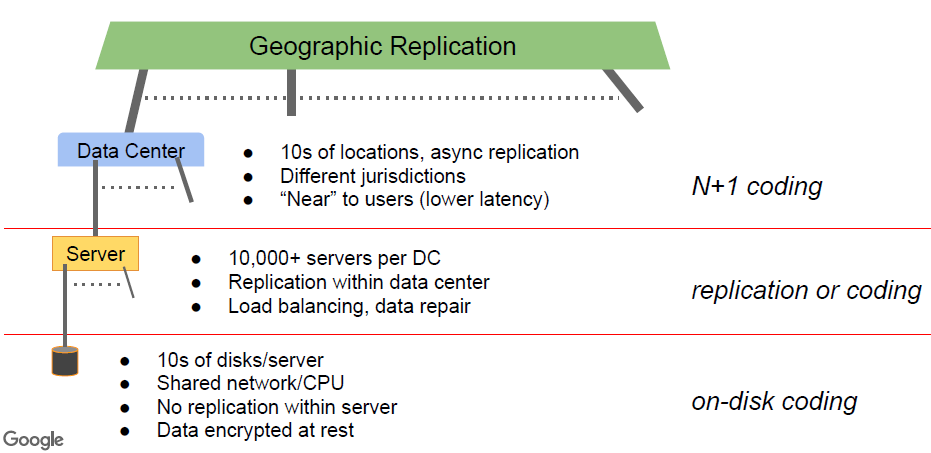 Geographic Replication
Data Center
● 10s of locations, async replication
● Different jurisdictions
● “Near” to users (lower latency)
N+1 coding
Server
● 10,000+ servers per DC
● Replication within data center
● Load balancing, data repair
replication or coding
● 10s of disks/server
● Shared network/CPU
● No replication within server
● Data encrypted at rest
on-disk coding
Google